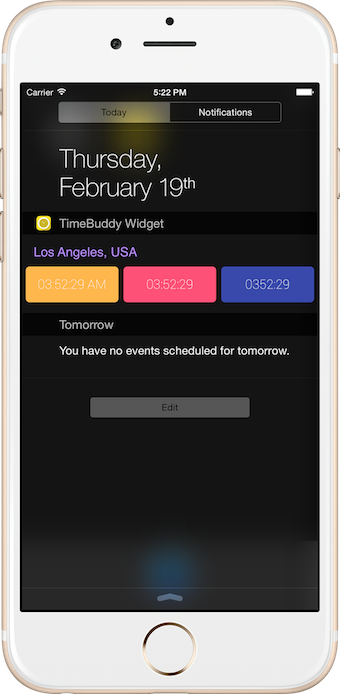 Carrier 5:22 PM
Today Notifications
Thursday,
February 19th
TimeBuddy Widget
Los Angeles, USA
03:52:29 AM 03:52:29 0352:29
Tomorrow
You have no events scheduled for tomorrow.
Edit